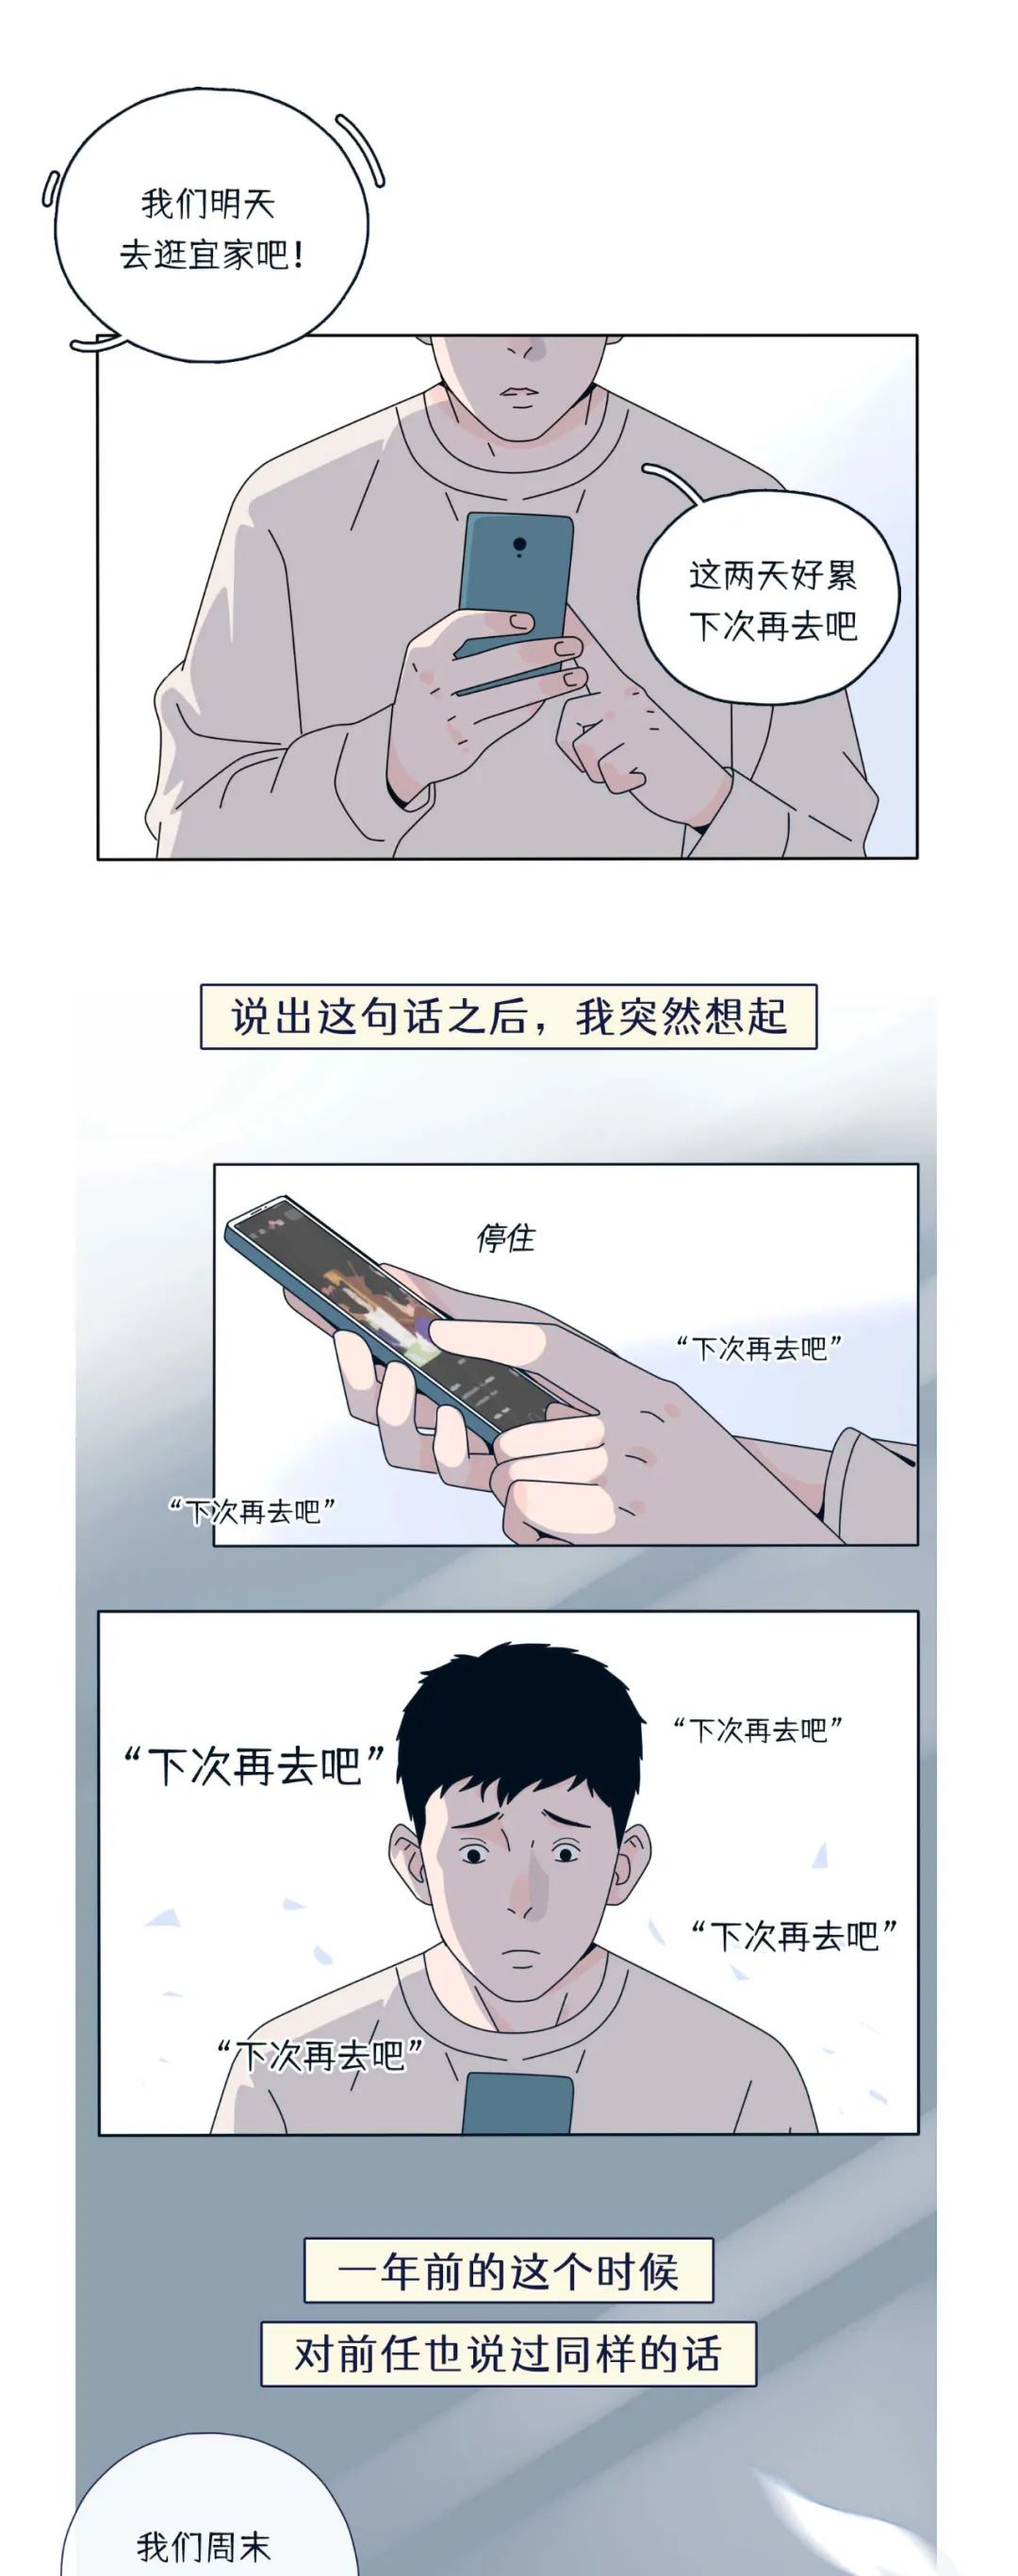 我们明天
去逛宜家吧！
这两天好累
下次再去吧
说出这句话之后，我突然想起
停住
“下次再去吧”
“下次再去吧”
“下次再去吧”
“下次再去吧”
“下次再去吧”
“下次再去吧”
一年前的这个时候
对前任也说过同样的话
我们周末